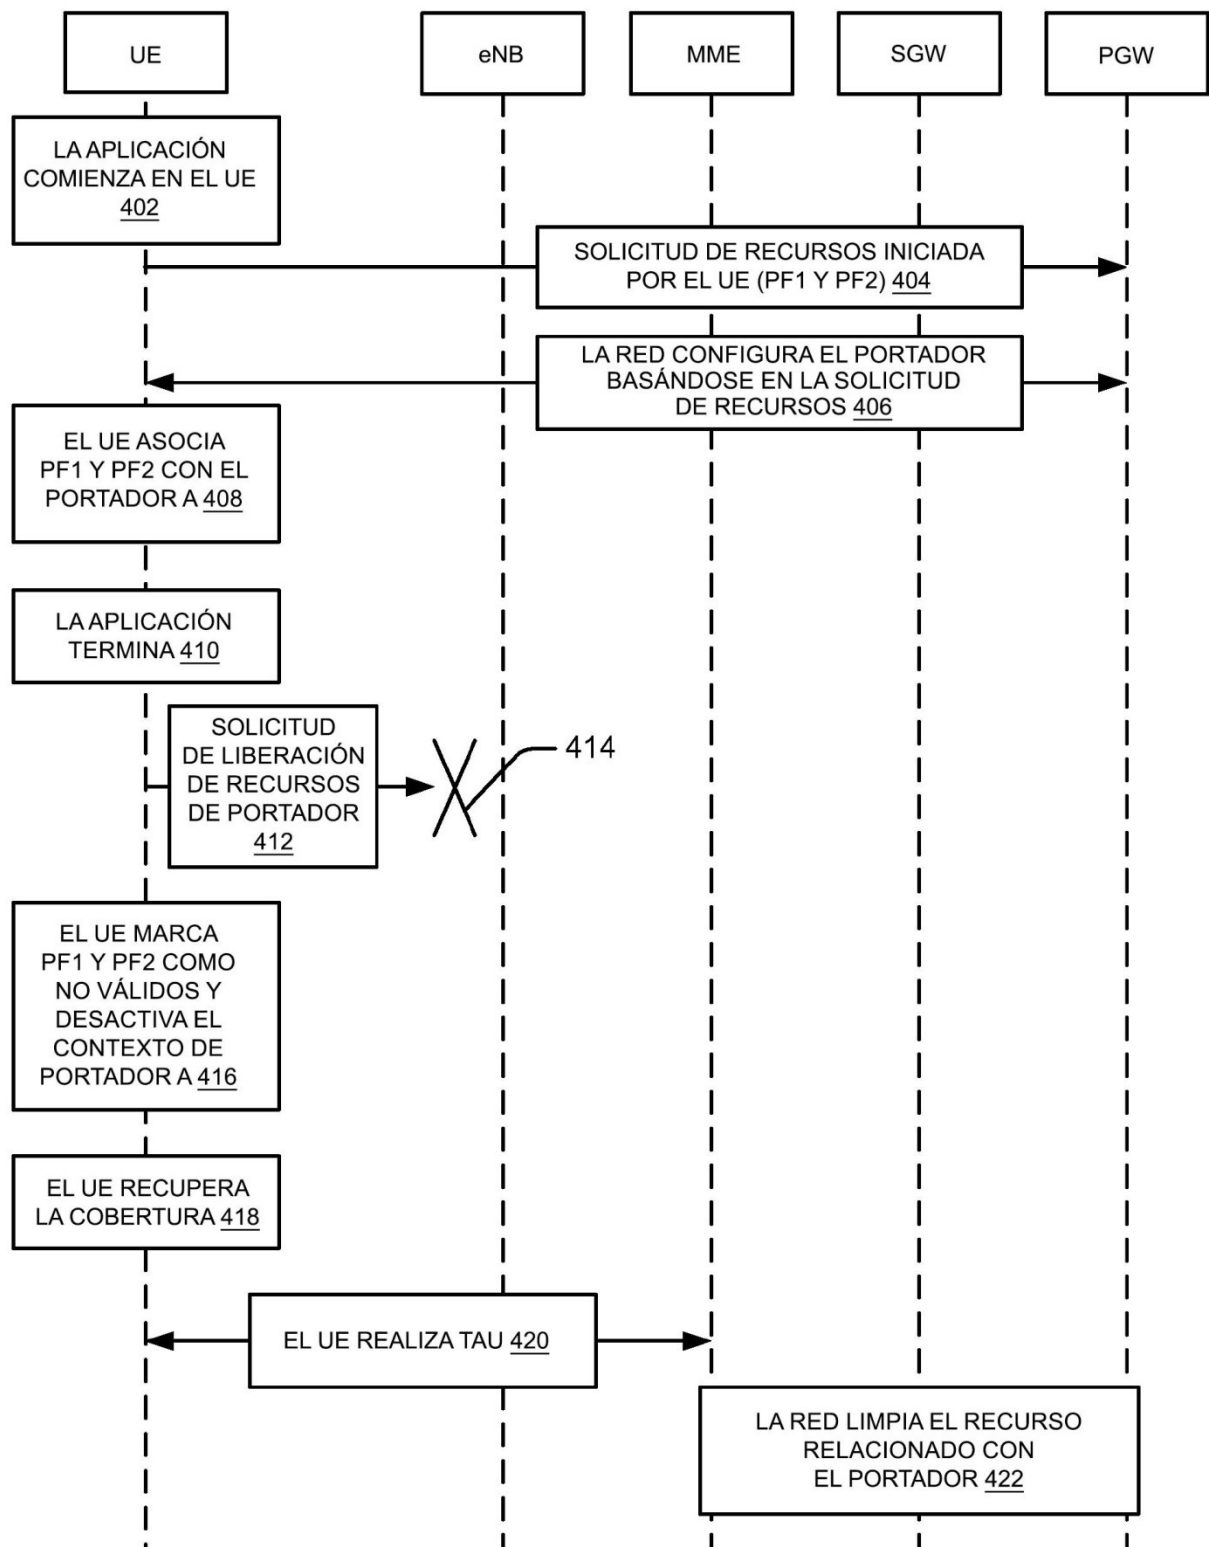 UE
eNB
MME
SGW
PGW
LA APLICACIÓN
COMIENZA EN EL UE
402
SOLICITUD DE RECURSOS INICIADA
POR EL UE (PF1 Y PF2) 404
LA RED CONFIGURA EL PORTADOR
BASÁNDOSE EN LA SOLICITUD
DE RECURSOS 406
EL UE ASOCIA
PF1 Y PF2 CON EL
PORTADOR A 408
LA APLICACIÓN
TERMINA 410
SOLICITUD
DE LIBERACIÓN
DE RECURSOS
DE PORTADOR
412
414
EL UE MARCA
PF1 Y PF2 COMO
NO VÁLIDOS Y
DESACTIVA EL
CONTEXTO DE
PORTADOR A 416
EL UE RECUPERA
LA COBERTURA 418
EL UE REALIZA TAU 420
LA RED LIMPIA EL RECURSO
RELACIONADO CON
EL PORTADOR 422